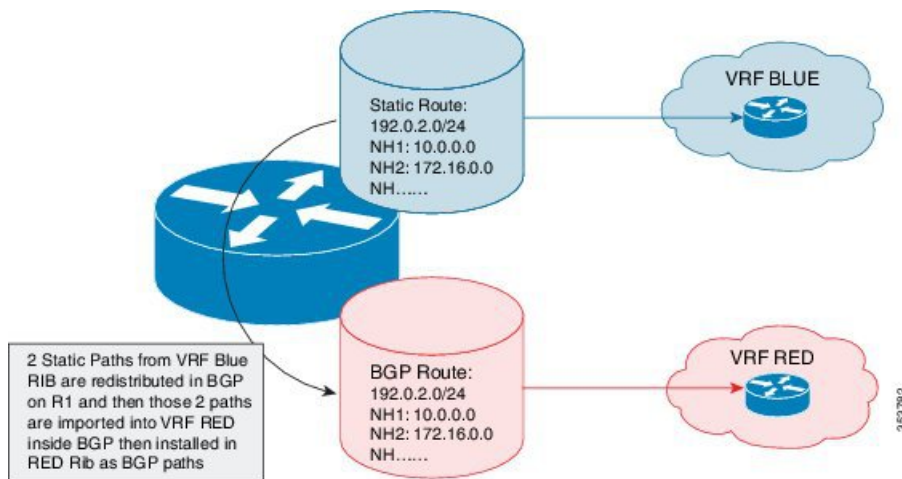 Static Route:
192.0.2.0/24
NH1: 10.0.0.0
NH2: 172.16.0.0
NH......
VRF BLUE
2 Static Paths from VRF Blue
RIB are redistributed in BGP
on R1 and then those 2 paths
are imported into VRF RED
inside BGP then installed in
RED Rib as BGP paths
BGP Route:
192.0.2.0/24
NH1: 10.0.0.0
NH2: 172.16.0.0
NH......
VRF RED